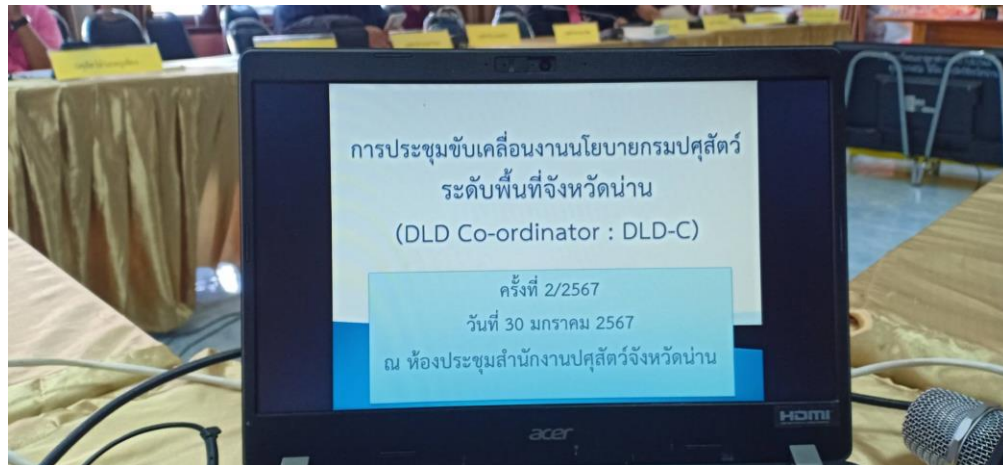 การประชุมขับเคลื่อนงานนโยบายกรมปศุสัตว์
ระดับพื้นที่จังหวัดน่าน
(DLD Co-ordinator : DLD-C)
ครั้งที่ 2/2567
วันที่ 30 มกราคม 2567
ณ ห้องประชุมสำนักงานปศุสัตว์จังหวัดน่าน
HDMI
acer